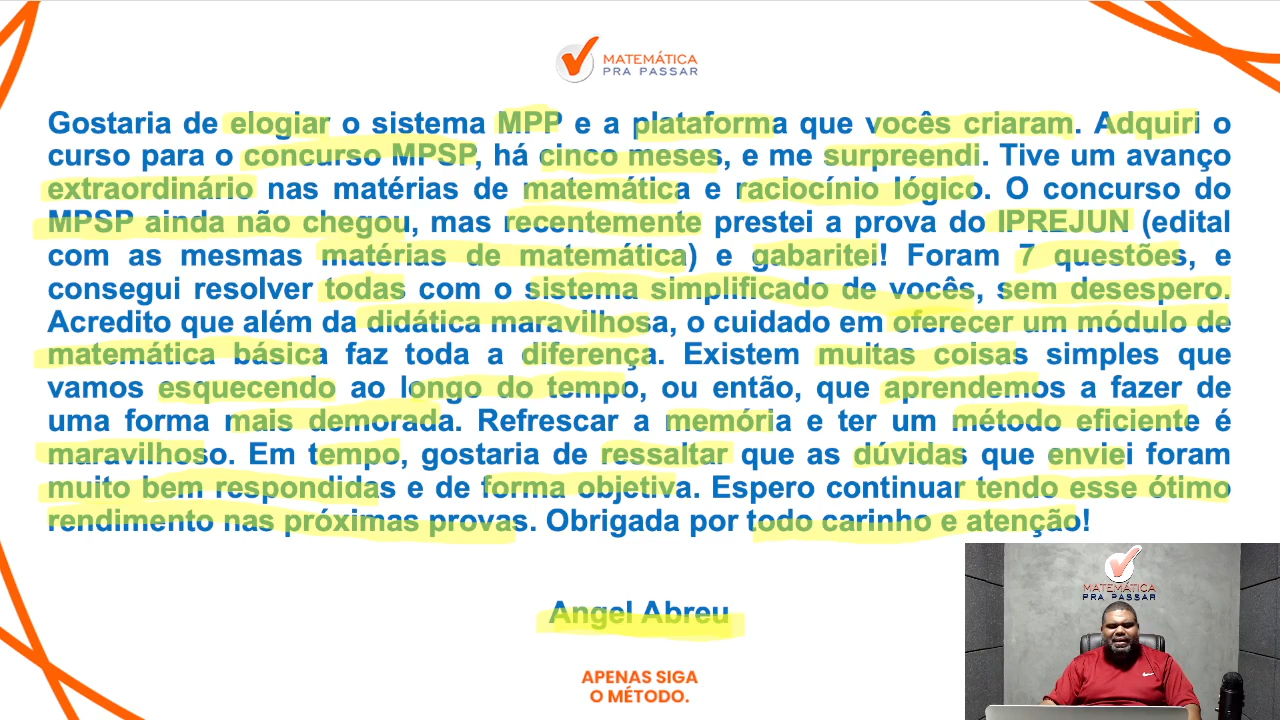 MATEMÁTICA
PRA PASSAR
Gostaria de elogiar o sistema MPP e a plataforma que vocês criaram. Adquiri o
curso para o concurso MPSP, há cinco meses, e me surpreendi. Tive um avanço
extraordinário nas matérias de matemática e raciocínio lógico. O concurso do
MPSP ainda não chegou, mas recentemente prestei a prova do IPREJUN (edital
com as mesmas matérias de matemática) e gabaritei! Foram 7 questões, e
consegui resolver todas com o sistema simplificado de vocês, sem desespero.
Acredito que além da didática maravilhosa, o cuidado em oferecer um módulo de
matemática básica faz toda a diferença. Existem muitas coisas simples que
vamos esquecendo ao longo do tempo, ou então, que aprendemos a fazer de
uma forma mais demorada. Refrescar a memória e ter um método eficiente é
maravilhoso. Em tempo, gostaria de ressaltar que as dúvidas que enviei foram
muito bem respondidas e de forma objetiva. Espero continuar tendo esse ótimo
rendimento nas próximas provas. Obrigada por todo carinho e atenção!
Angel Abreu
APENAS SIGA
O MÉTODO.
MATEMÁTICA
PRA PASSAR